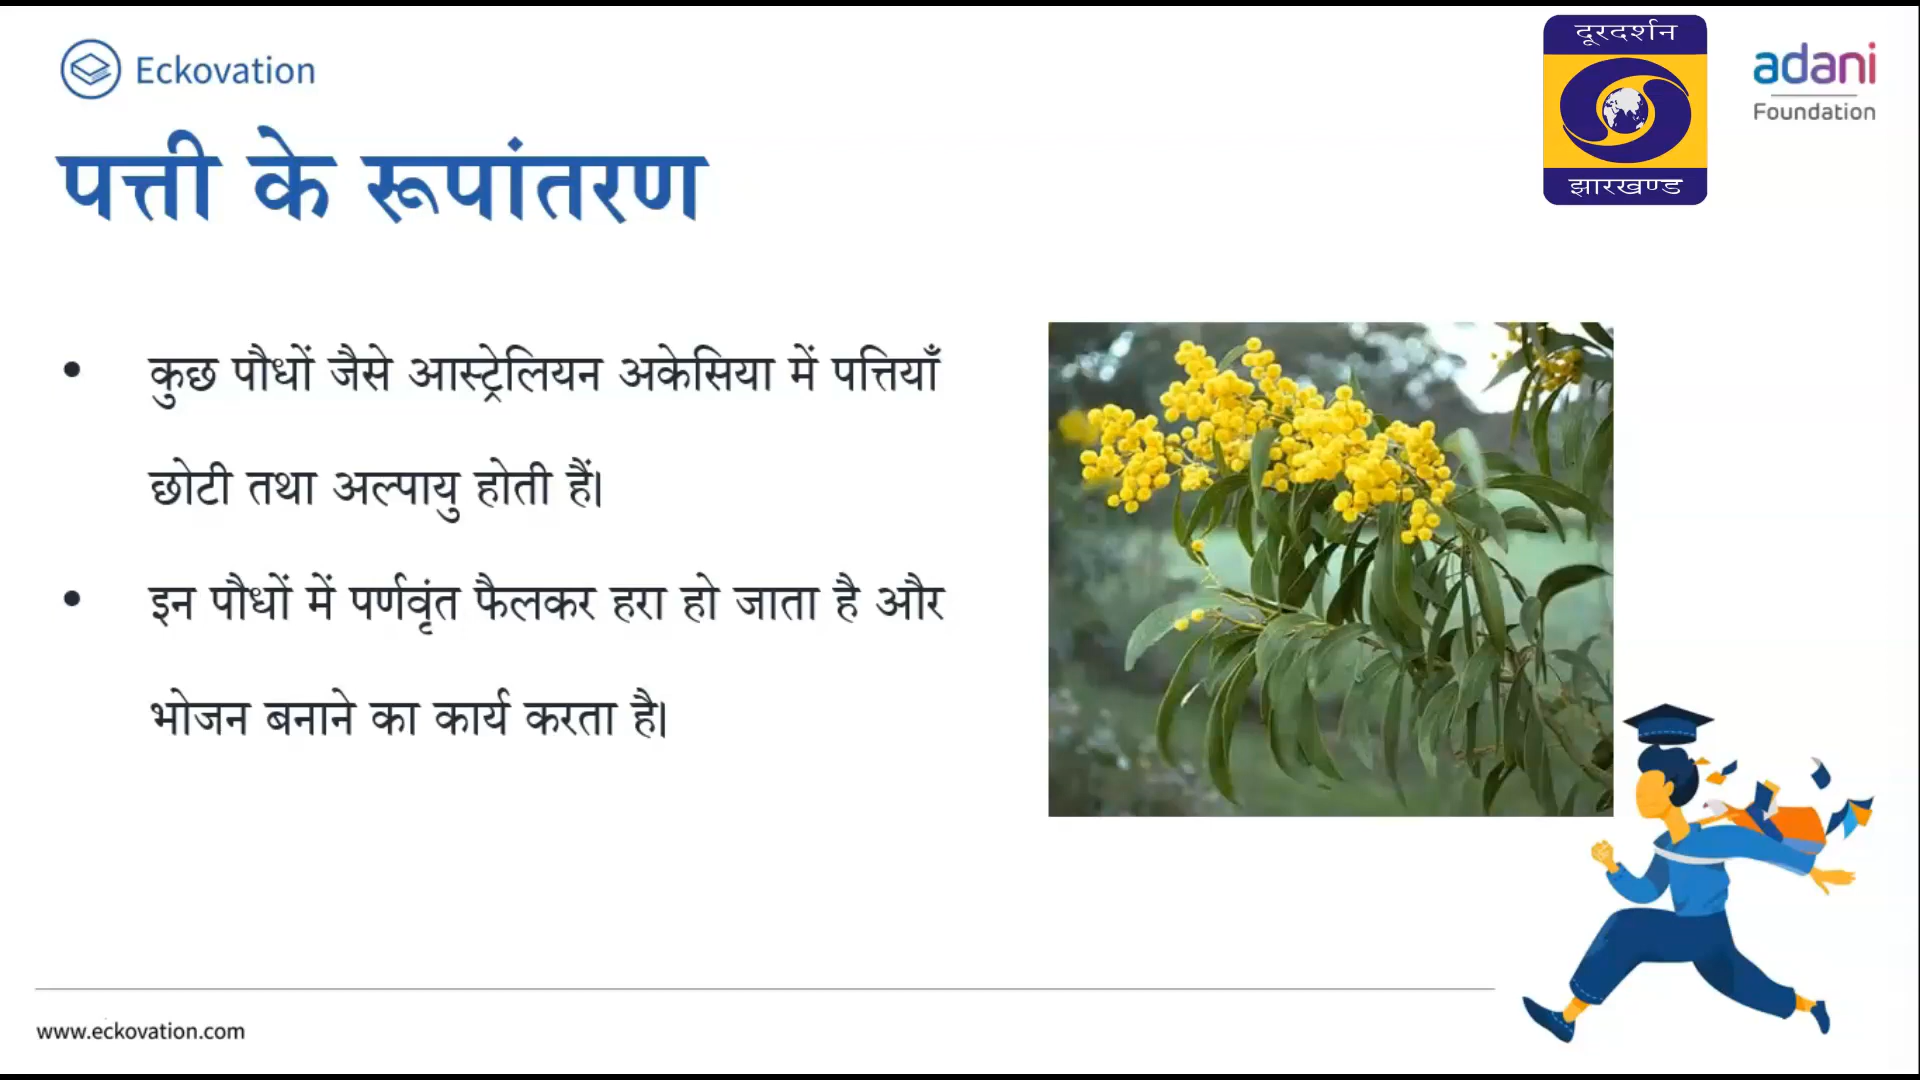 Eckovation
दूरदर्शन
झारखण्ड
adani
Foundation
पत्ती के रूपांतरण
• कुछ पौधों जैसे आस्ट्रेलियन अकेसिया में पत्तियाँ
छोटी तथा अल्पायु होती हैं।
• इन पौधों में पर्णवृंत फैलकर हरा हो जाता है और
भोजन बनाने का कार्य करता है।
www.eckovation.com